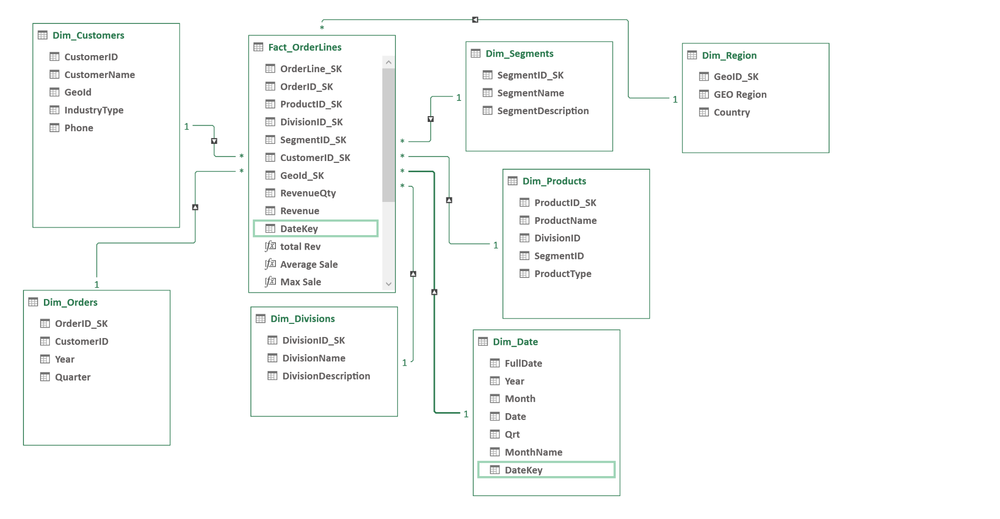 Dim_Customers
CustomerID
CustomerName
GeoId
IndustryType
Phone
1
*
*
Fact_OrderLines
OrderLine_SK
OrderID_SK
ProductID_SK
DivisionID_SK
SegmentID_SK
CustomerID_SK
GeoId_SK
RevenueQty
Revenue
DateKey
total Rev
Average Sale
Max Sale
*
*
*
*
*
Dim_Segments
SegmentID_SK
SegmentName
SegmentDescription
1
Dim_Region
GeoID_SK
GEO Region
Country
1
Dim_Products
ProductID_SK
ProductName
DivisionID
SegmentID
ProductType
1
1
Dim_Orders
OrderID_SK
CustomerID
Year
Quarter
Dim_Divisions
DivisionID_SK
DivisionName
DivisionDescription
1
Dim_Date
FullDate
Year
Month
Date
Qrt
MonthName
DateKey
1